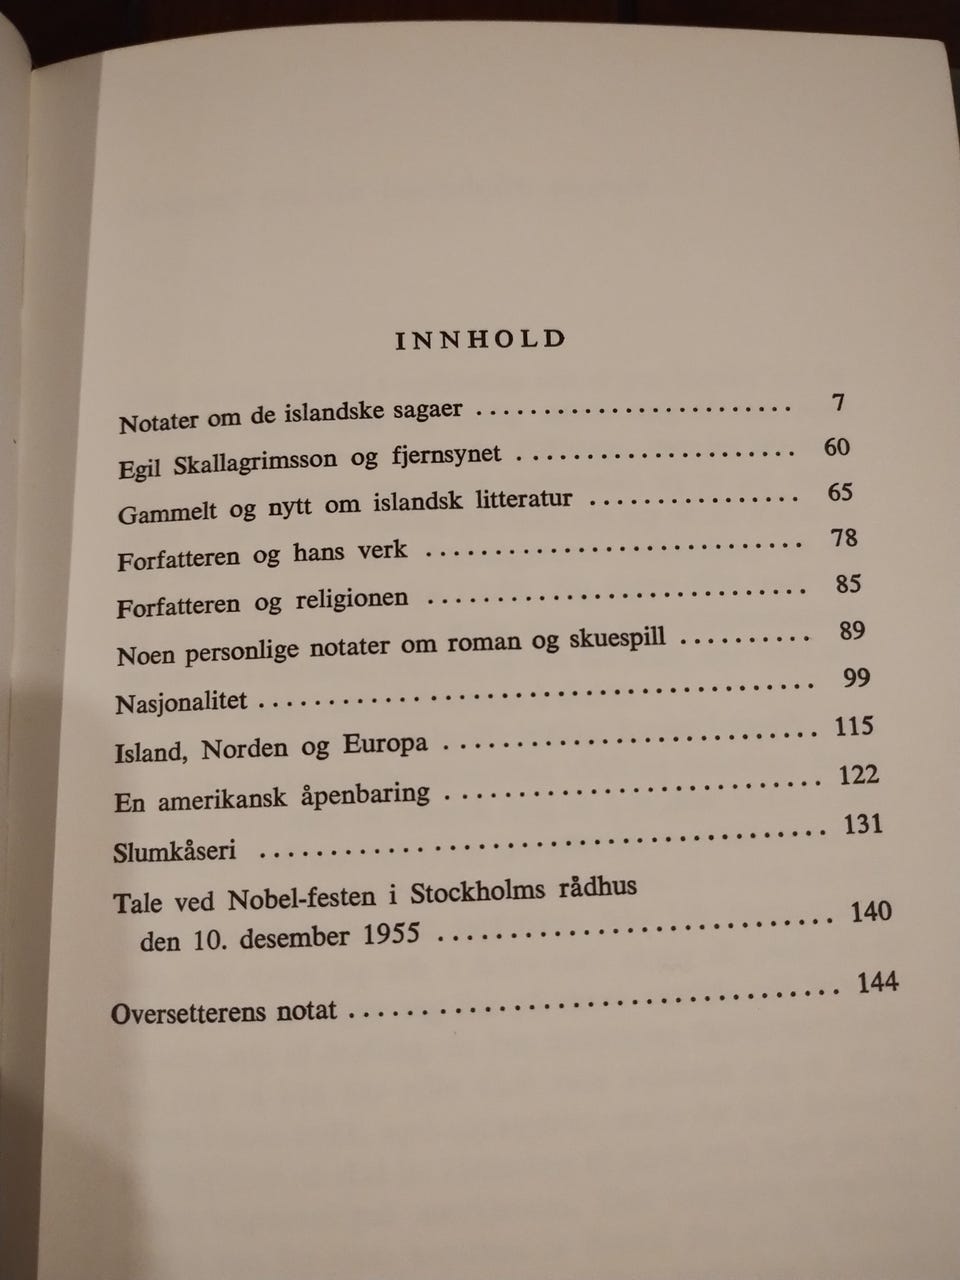 INNHOLD
Notater om de islandske sagaer ........................ 7
Egil Skallagrimsson og fjernsynet ..................... 60
Gammelt og nytt om islandsk litteratur ................ 65
Forfatteren og hans verk ............................ 78
Forfatteren og religionen ............................ 85
Noen personlige notater om roman og skuespill .......... 89
Nasjonalitet ......................................... 99
Island, Norden og Europa ............................ 115
En amerikansk åpenbaring ............................ 122
Slumkåseri .......................................... 131
Tale ved Nobel-festen i Stockholms rådhus
den 10. desember 1955 ............................. 140
Oversetterens notat ................................... 144